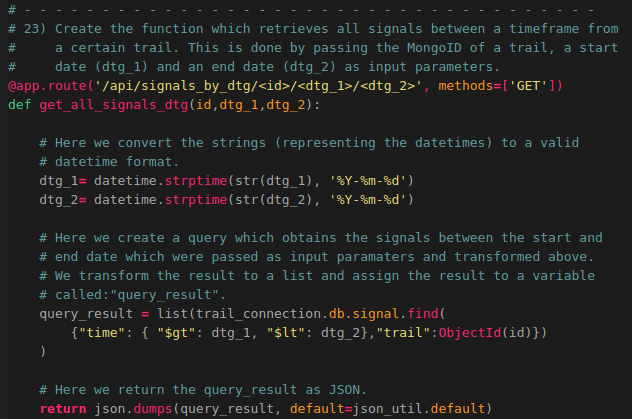 # - - - - - - - - - - - - - - - - - - - - - - - - - - - - - - - - - - - - -
# 23) Create the function which retrieves all signals between a timeframe from
#     a certain trail. This is done by passing the MongoID of a trail, a start
#     date (dtg_1) and an end date (dtg_2) as input parameters.
@app.route('/api/signals_by_dtg/<id>/<dtg_1>/<dtg_2>', methods=['GET'])
def get_all_signals_dtg(id,dtg_1,dtg_2):
    # Here we convert the strings (representing the datetimes) to a valid
    # datetime format.
    dtg_1= datetime.strptime(str(dtg_1), '%Y-%m-%d')
    dtg_2= datetime.strptime(str(dtg_2), '%Y-%m-%d')
    # Here we create a query which obtains the signals between the start and
    # end date which were passed as input paramaters and transformed above.
    # We transform the result to a list and assign the result to a variable
    # called:"query_result".
    query_result = list(trail_connection.db.signal.find(
        {"time": { "$gt": dtg_1, "$lt": dtg_2},"trail":ObjectId(id)})
    )
    # Here we return the query_result as JSON.
    return json.dumps(query_result, default=json_util.default)